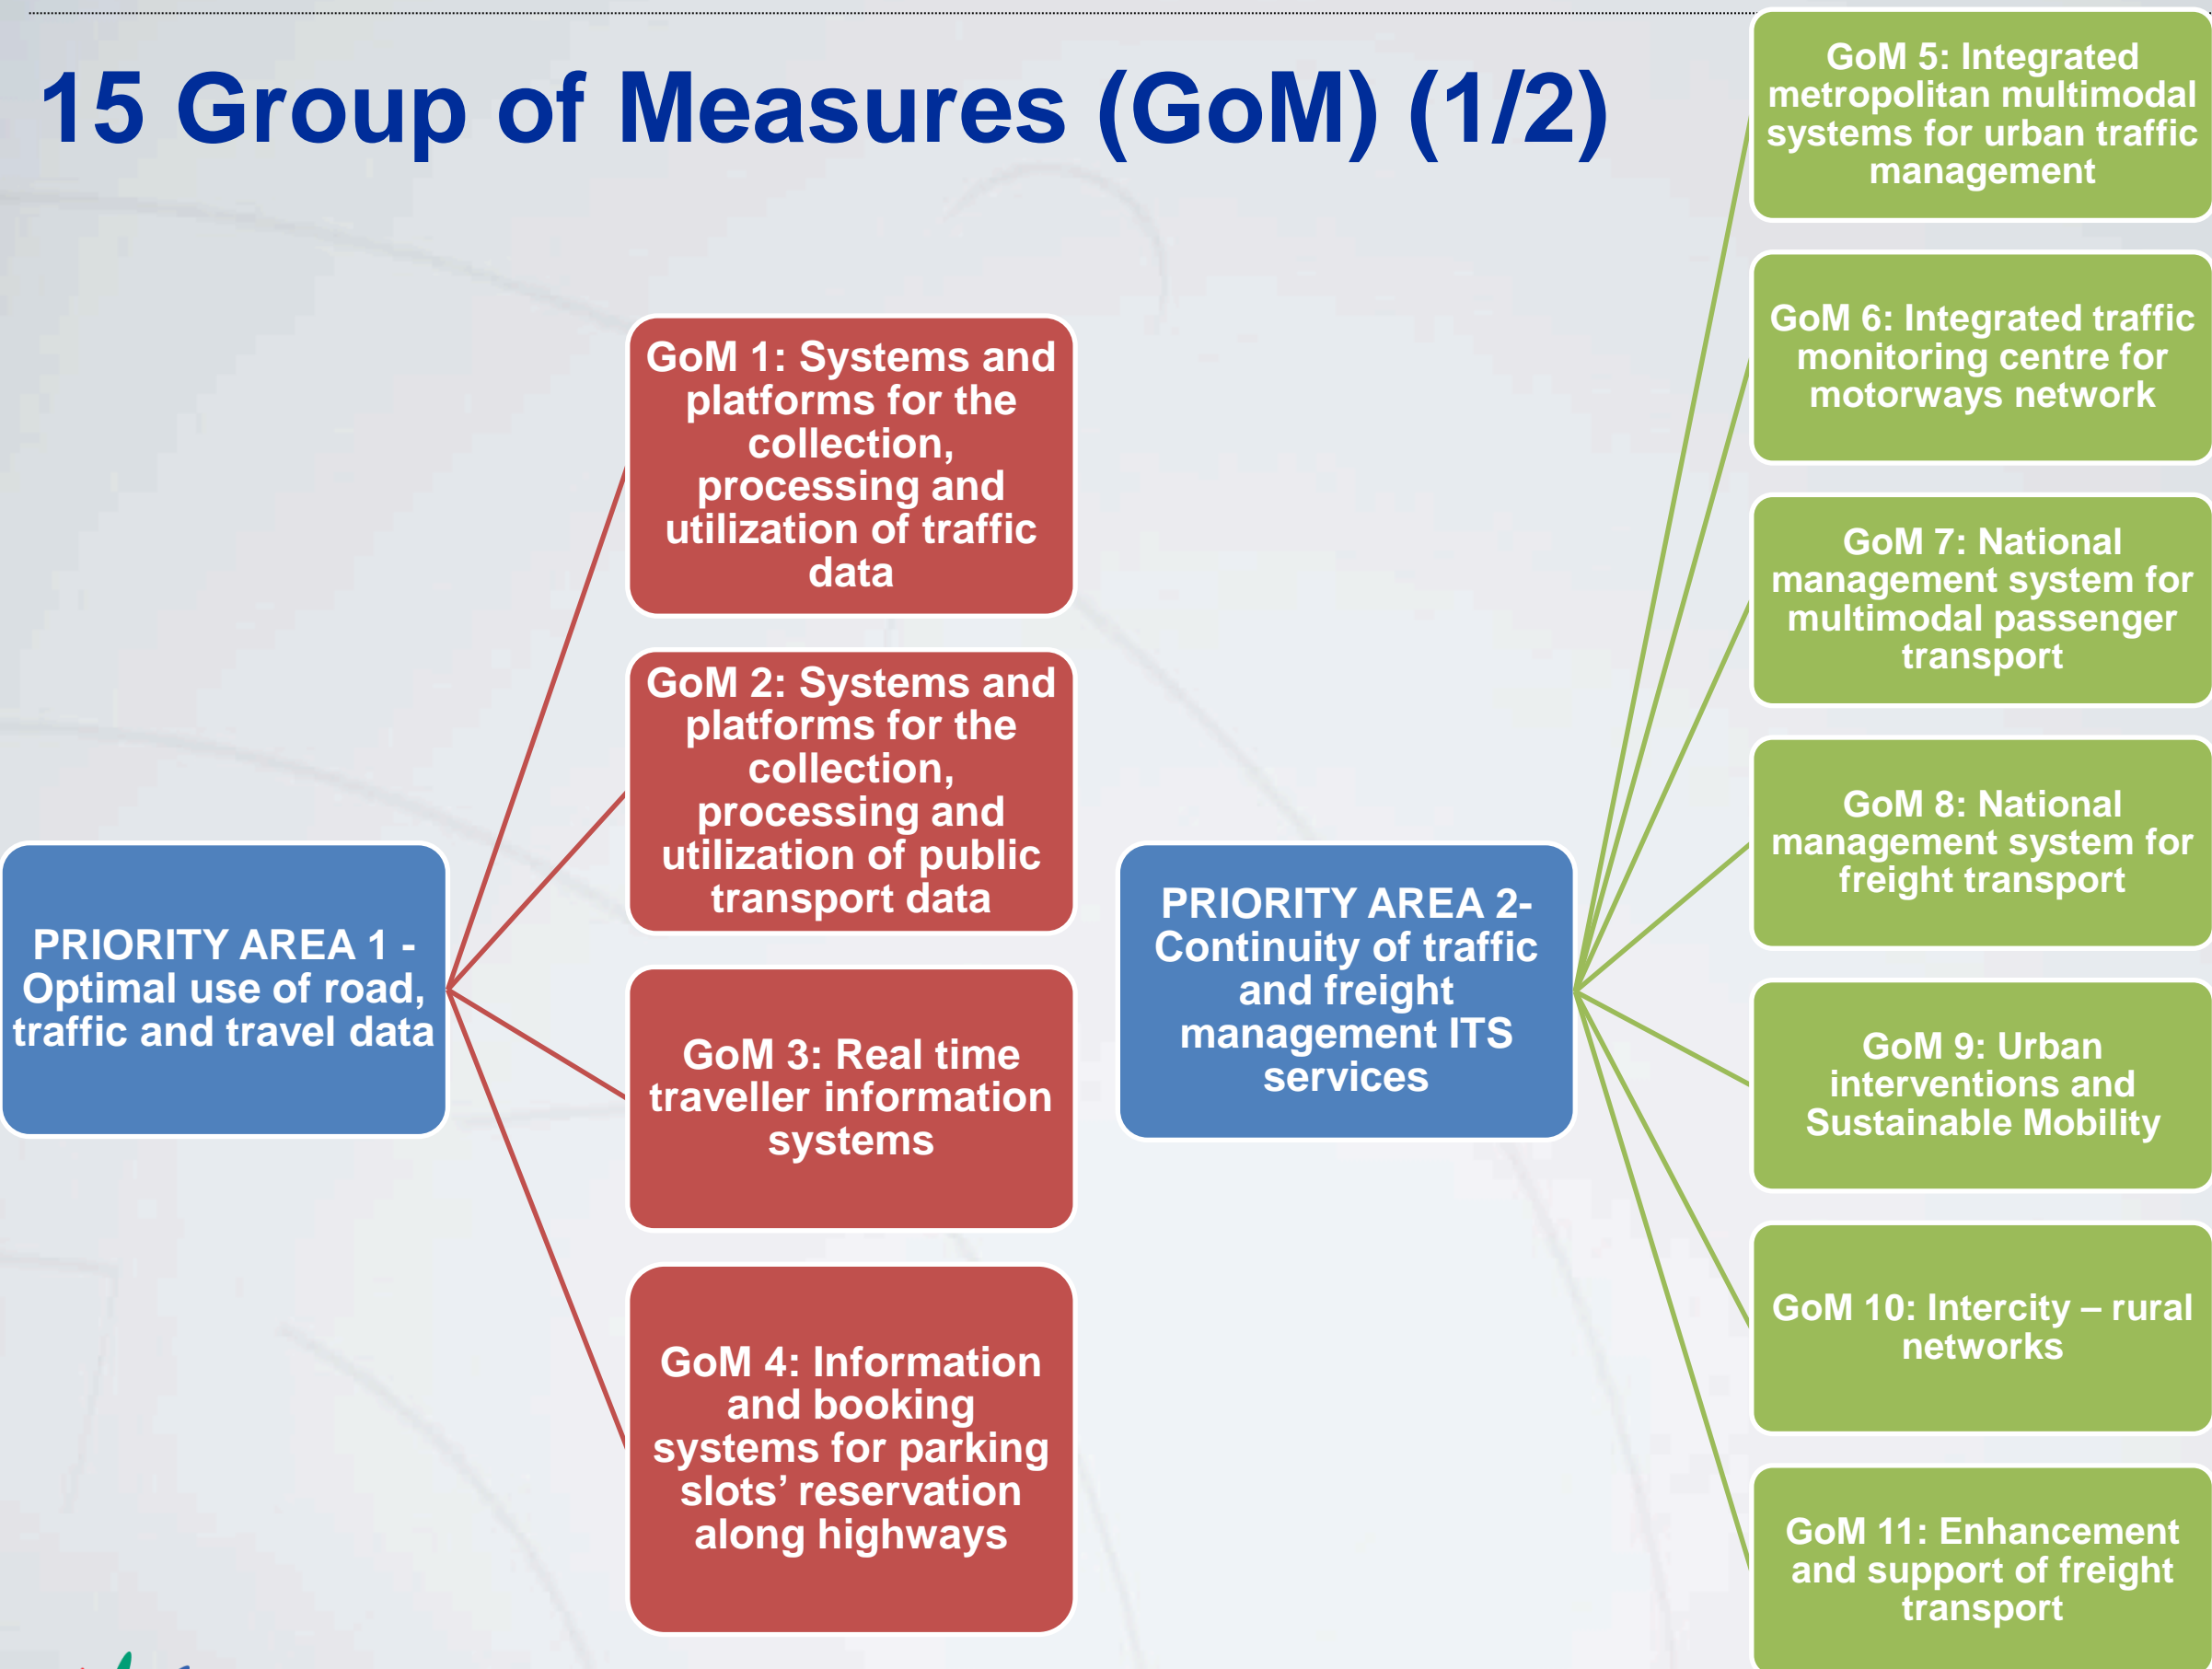 15 Group of Measures (GoM) (1/2)
PRIORITY AREA 1 -
Optimal use of road,
traffic and travel data
GoM 1: Systems and
platforms for the
collection,
processing and
utilization of traffic
data
GoM 2: Systems and
platforms for the
collection,
processing and
utilization of public
transport data
GoM 3: Real time
traveller information
systems
GoM 4: Information
and booking
systems for parking
slots’ reservation
along highways
PRIORITY AREA 2-
Continuity of traffic
and freight
management ITS
services
GoM 5: Integrated
metropolitan multimodal
systems for urban traffic
management
GoM 6: Integrated traffic
monitoring centre for
motorways network
GoM 7: National
management system for
multimodal passenger
transport
GoM 8: National
management system for
freight transport
GoM 9: Urban
interventions and
Sustainable Mobility
GoM 10: Intercity – rural
networks
GoM 11: Enhancement
and support of freight
transport